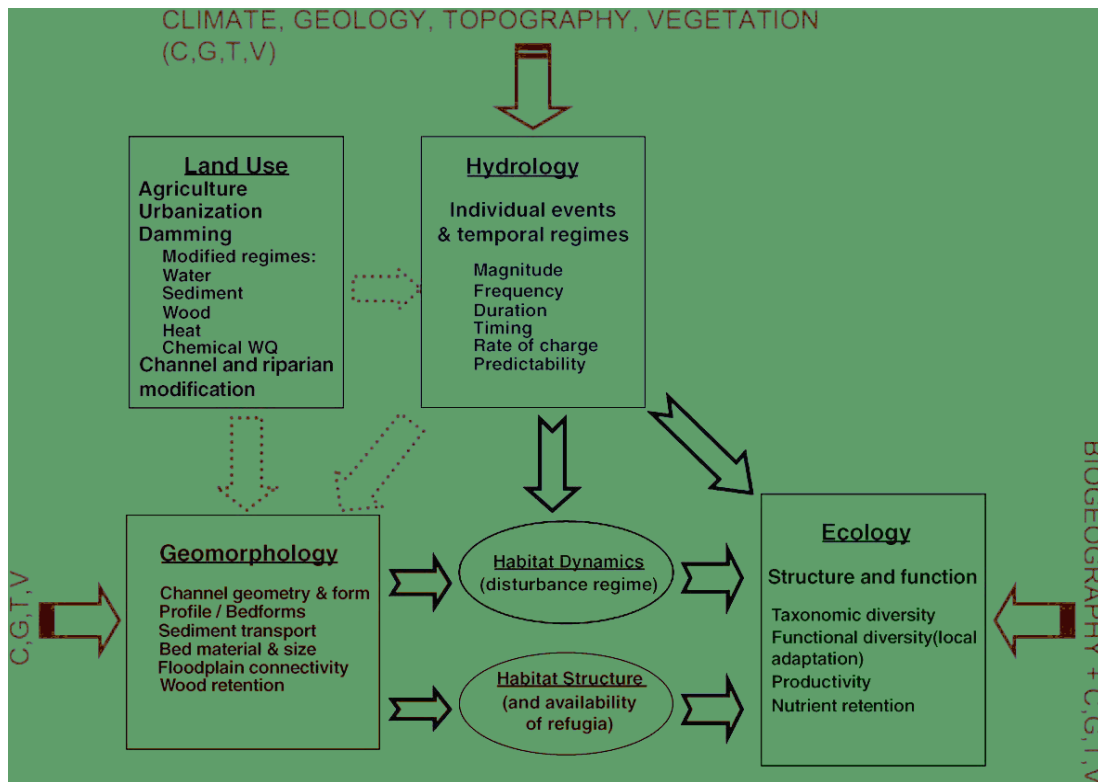 CLIMATE, GEOLOGY, TOPOGRAPHY, VEGETATION
(C,G,T,V)
Land Use
Agriculture
Urbanization
Damming
Modified regimes:
Water
Sediment
Wood
Heat
Chemical WQ
Channel and riparian
modification
Hydrology
Individual events
& temporal regimes
Magnitude
Frequency
Duration
Timing
Rate of charge
Predictability
C,G,T,V
Geomorphology
Channel geometry & form
Profile / Bedforms
Sediment transport
Bed material & size
Floodplain connectivity
Wood retention
Habitat Dynamics
(disturbance regime)
Habitat Structure
(and availability
of refugia)
Ecology
Structure and function
Taxonomic diversity
Functional diversity(local
adaptation)
Productivity
Nutrient retention
BIOGEOGRAPHY + C,G,T,V